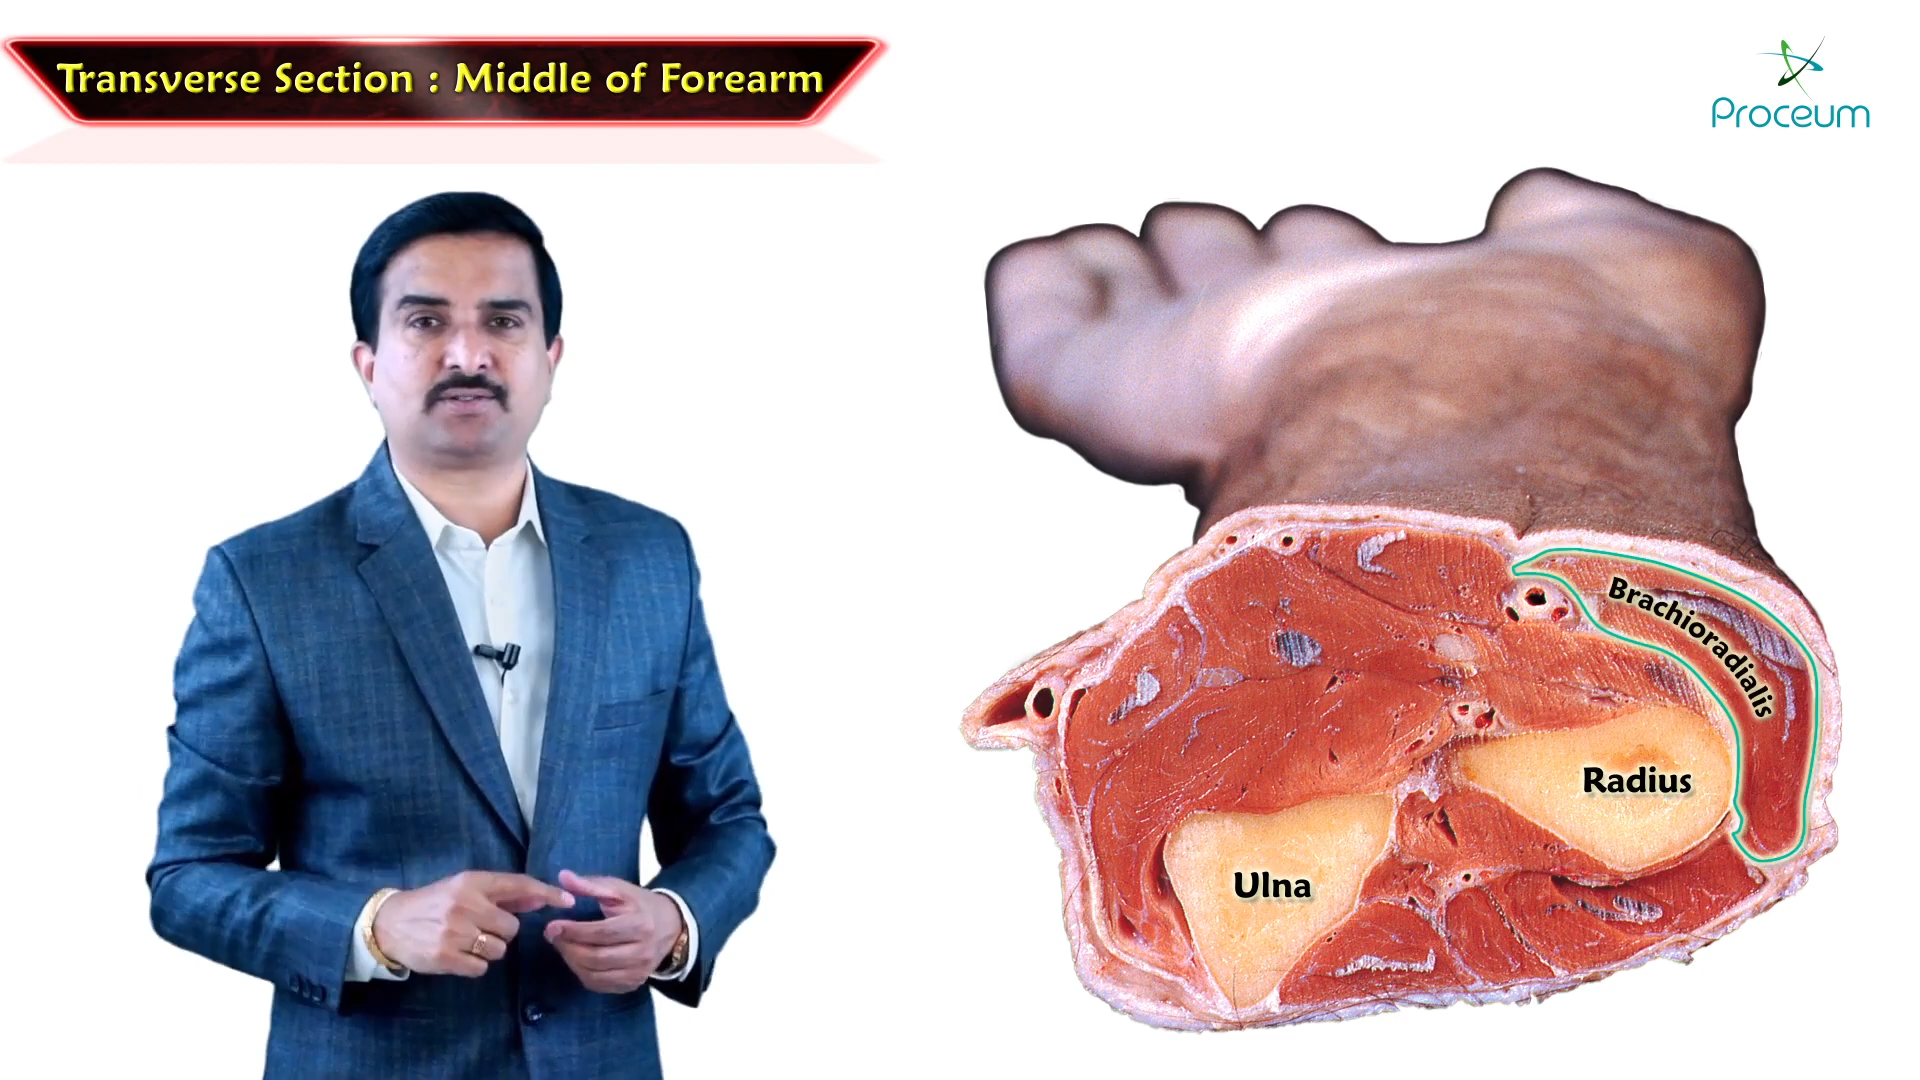 Transverse Section : Middle of Forearm
Proceum
Brachioradialis
Radius
Ulna